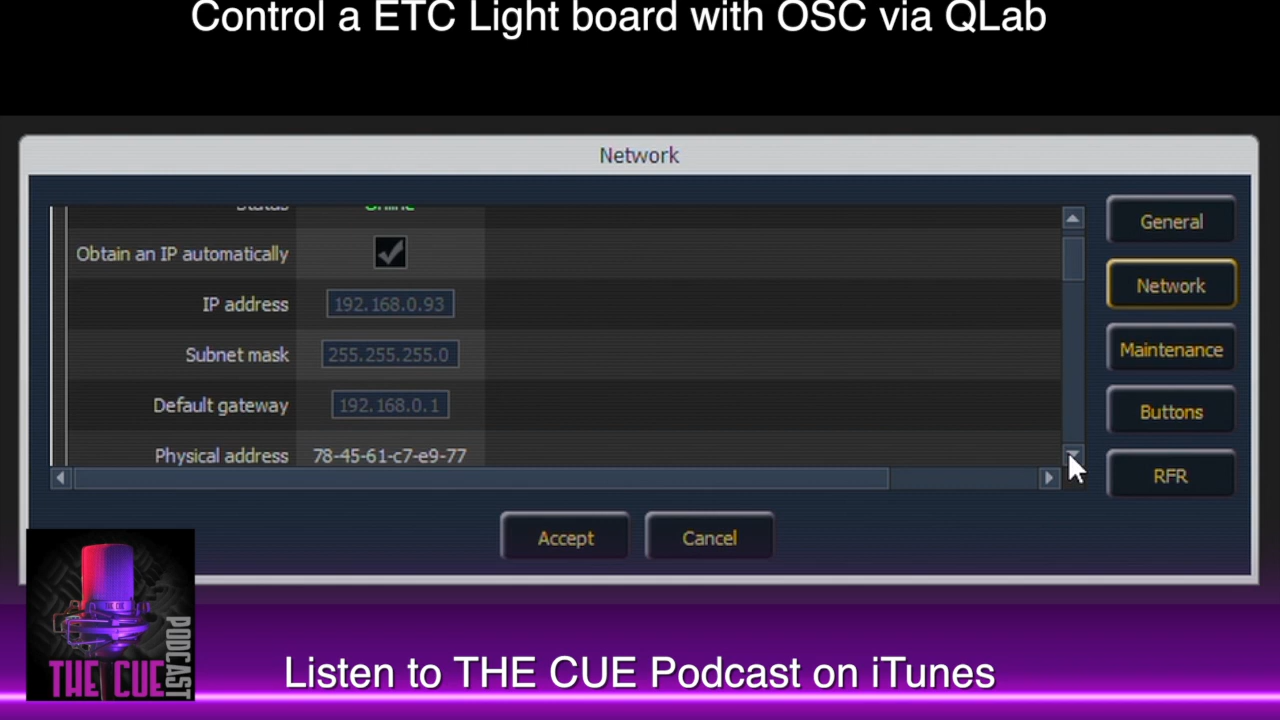 Control a ETC Light board with OSC via QLab
Network
Status Online
Obtain an IP automatically
IP address 192.168.0.93
Subnet mask 255.255.255.0
Default gateway 192.168.0.1
Physical address 78-45-61-c7-e9-77
General
Network
Maintenance
Buttons
RFR
Accept Cancel
THE CUE
PODCAST
Listen to THE CUE Podcast on iTunes